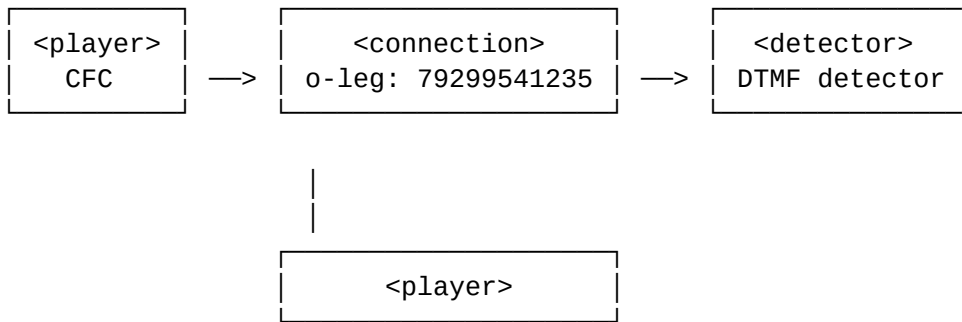 <player> <connection> <detector>
CFC —> o-leg: 79299541235 —> DTMF detector
<player>